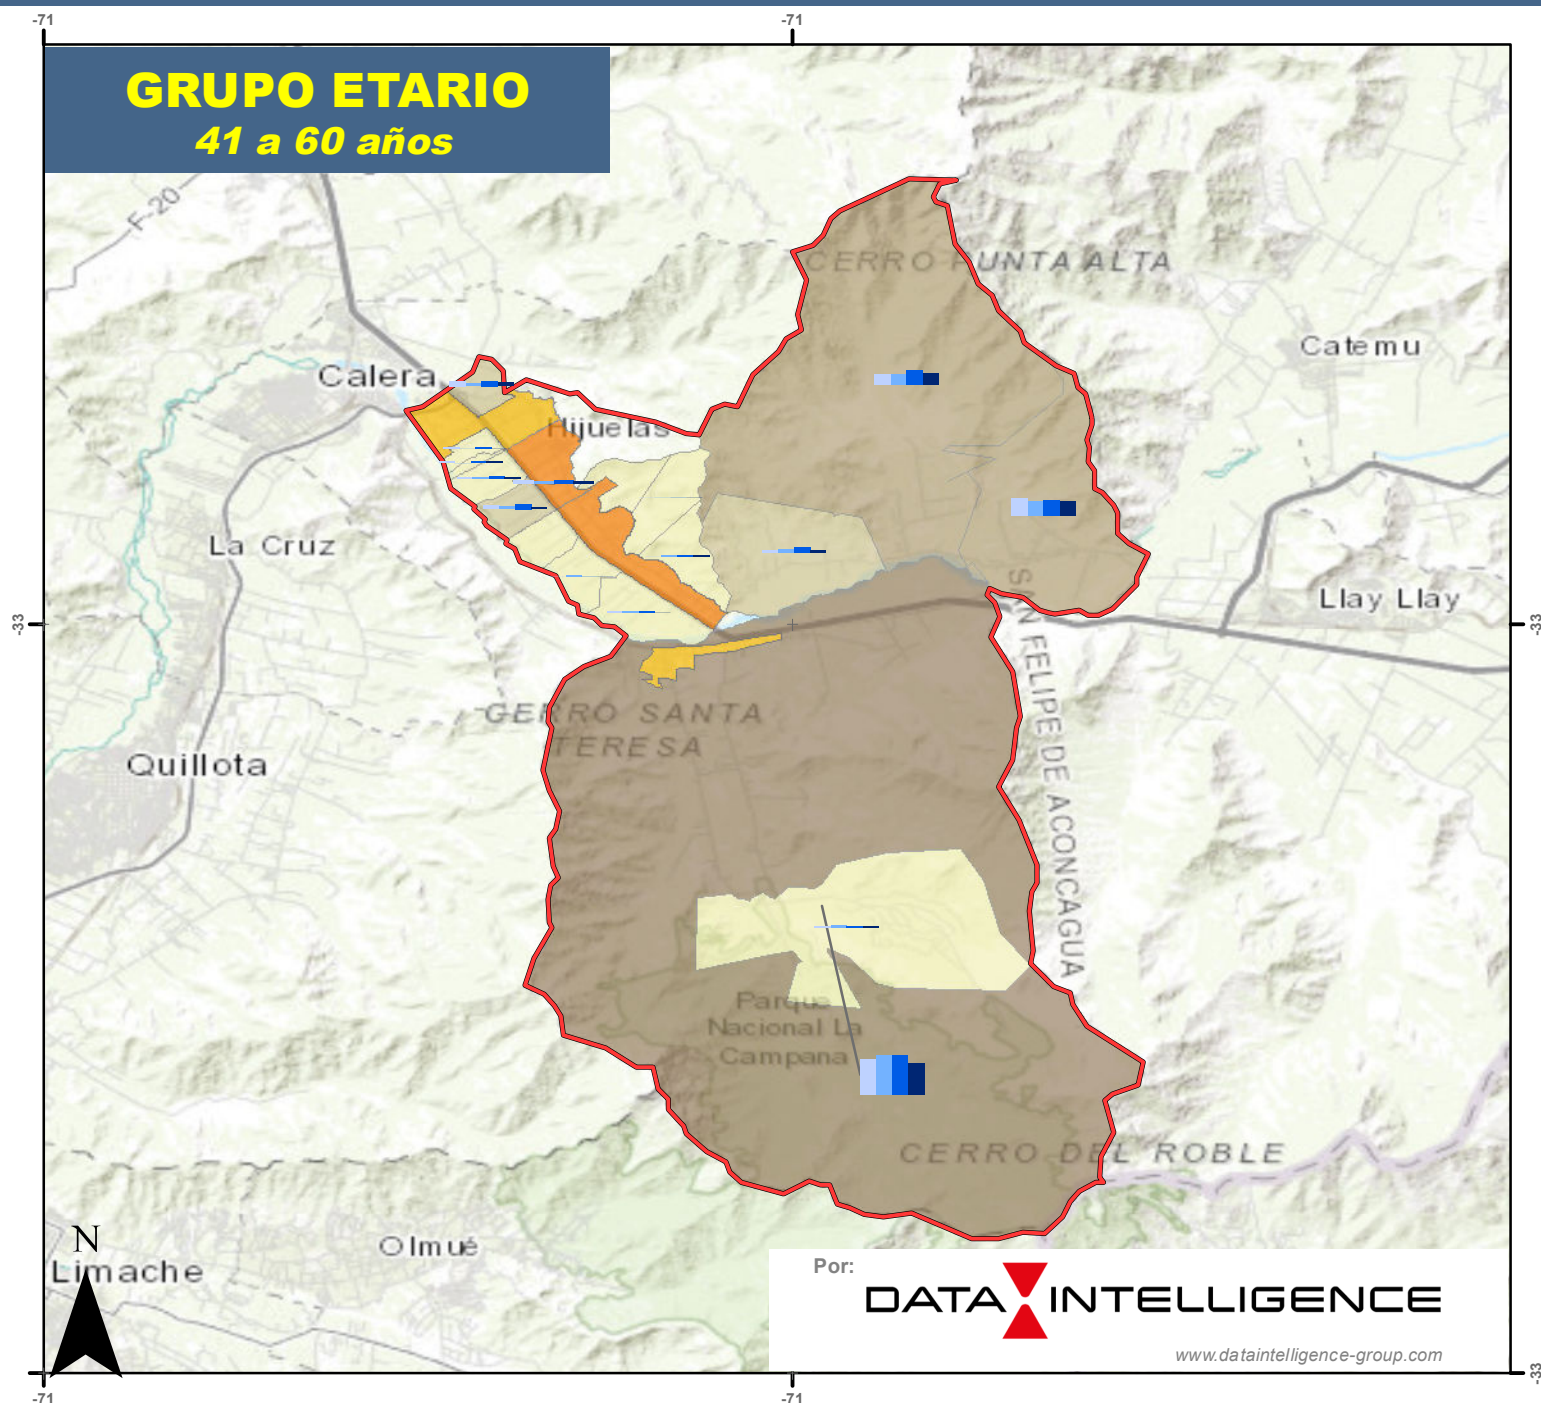 -71
-71
GRUPO ETARIO
41 a 60 años
F-20
CERRO PUNTA ALTA
Catemu
Calera
Hijuelas
La Cruz
Llay Llay
-33
-33
SAN FELIPE DE ACONCAGUA
CERRO SANTA
TERESA
Quillota
Parque
Nacional La
Campana
CERRO DEL ROBLE
N
Olmué
Limache
Por:
DATA INTELLIGENCE
www.dataintelligence-group.com
-33
-71
-71